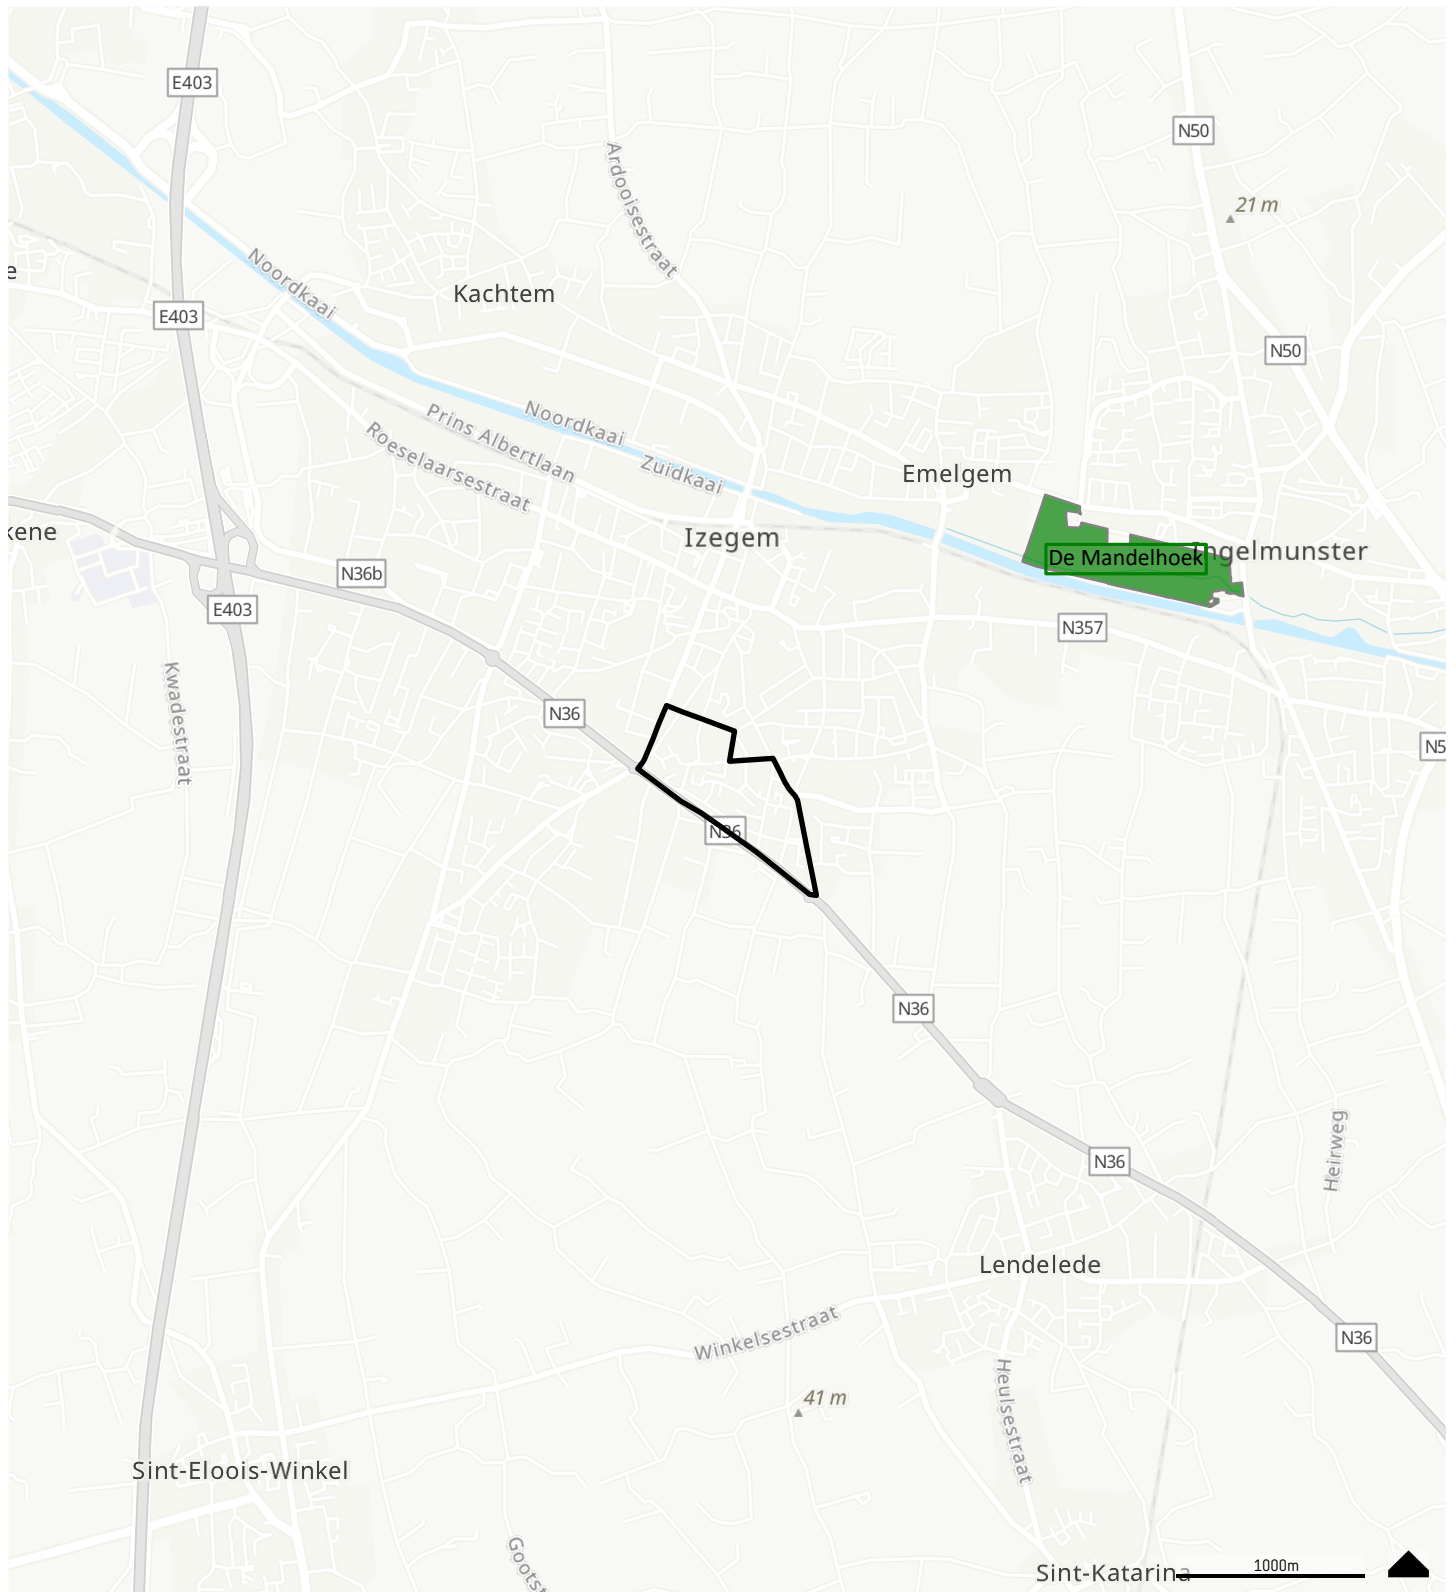 E403
N50
Ardooisestraat
21 m
Noordkaai
e
Kachtem
E403
N50
Noordkaai
Prins Albertlaan
Roeselaarsestraat
Zuidkaai
Emelgem
kene
Izegem
Ingelmunster
De Mandelhoek
N36b
E403
N357
Kwadestraat
N36
N5
N36
N36
Heirweg
N36
Lendelede
Winkelsestraat
N36
Heulsestraat
41 m
Sint-Eloois-Winkel
Gootst
Sint-Katarina
1000m